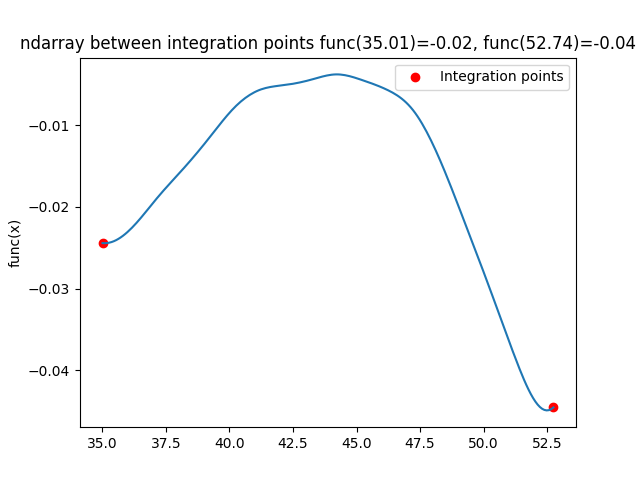 ndarray between integration points func(35.01)=-0.02, func(52.74)=-0.04
Integration points
−0.01
−0.02
−0.03
−0.04
func(x)
35.0 37.5 40.0 42.5 45.0 47.5 50.0 52.5